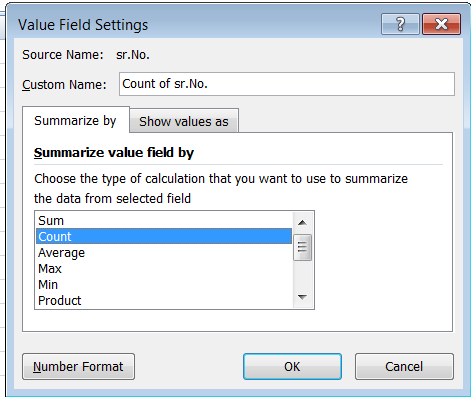 Value Field Settings
Source Name: sr.No.
Custom Name: Count of sr.No.
Summarize by Show values as
Summarize value field by
Choose the type of calculation that you want to use to summarize
the data from selected field
Sum
Count
Average
Max
Min
Product
Number Format OK Cancel